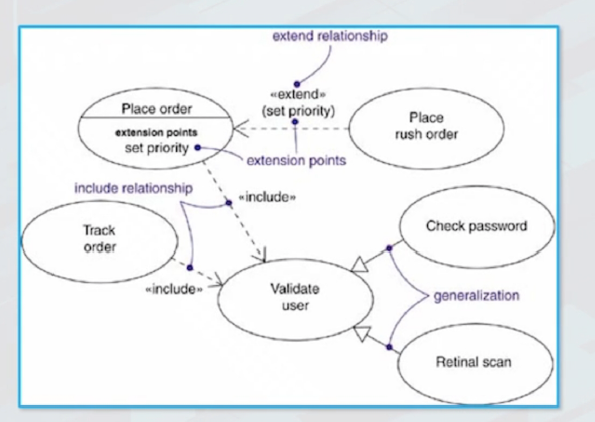 extend relationship
«extend»
(set priority)
Place order
extension points
set priority
Place
rush order
extension points
include relationship
«include»
Track
order
Check password
«include»
Validate
user
generalization
Retinal scan